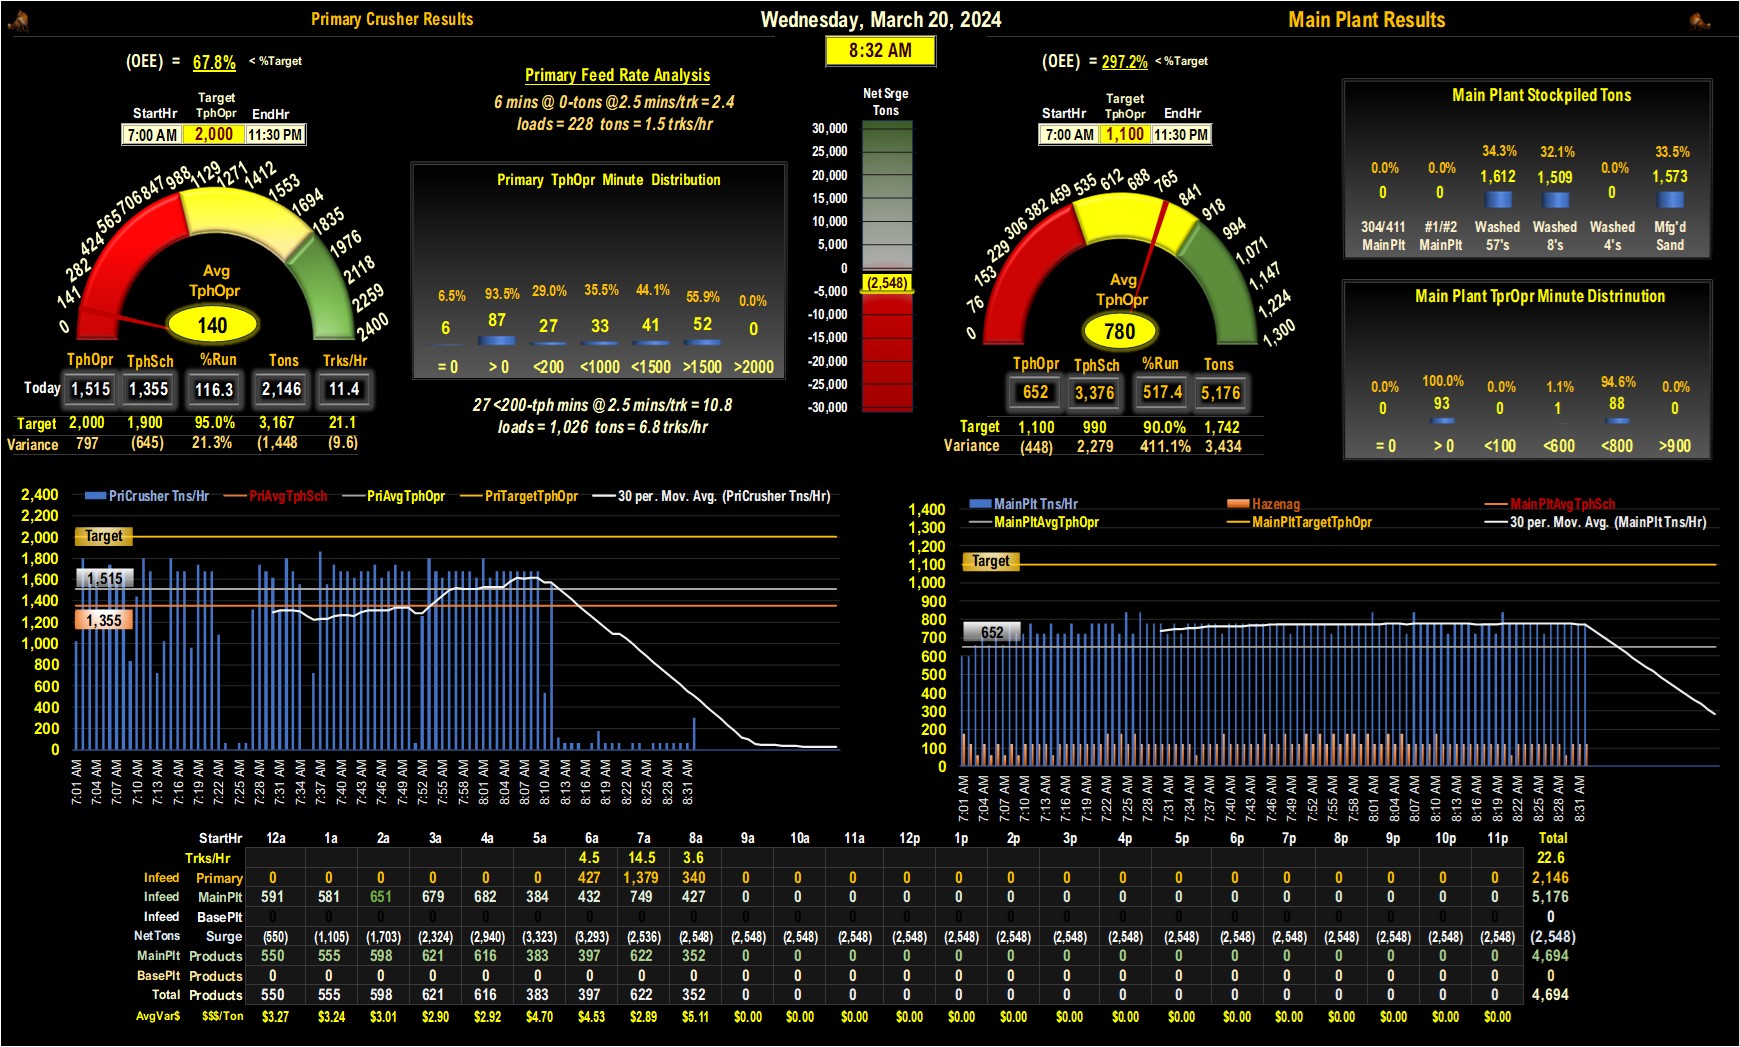 Primary Crusher Results
Wednesday, March 20, 2024
Main Plant Results
8:32 AM
(OEE) = 67.8% < %Target
StartHr Target TphOpr EndHr
7:00 AM 2,000 11:30 PM
0 141 282 424 565 706 847 988 1129 1271 1412 1553 1694 1835 1976 2118 2259 2400
Avg
TphOpr
140
TphOpr TphSch %Run Tons Trks/Hr
Today 1,515 1,355 116.3 2,146 11.4
Target 2,000 1,900 95.0% 3,167 21.1
Variance 797 (645) 21.3% (1,448 (9.6)
Primary Feed Rate Analysis
6 mins @ 0-tons @2.5 mins/trk = 2.4
loads = 228 tons = 1.5 trks/hr
Primary TphOpr Minute Distribution
6.5% 93.5% 29.0% 35.5% 44.1% 55.9% 0.0%
6 87 27 33 41 52 0
= 0 > 0 <200 <1000 <1500 >1500 >2000
27 <200-tph mins @ 2.5 mins/trk = 10.8
loads = 1,026 tons = 6.8 trks/hr
Net Srge
Tons
30,000
25,000
20,000
15,000
10,000
5,000
0
(2,548)
-5,000
-10,000
-15,000
-20,000
-25,000
-30,000
(OEE) = 297.2% < %Target
StartHr Target TphOpr EndHr
7:00 AM 1,100 11:30 PM
0 76 153 229 306 382 459 535 612 688 765 841 918 994 1,071 1,147 1,224 1,300
Avg
TphOpr
780
TphOpr TphSch %Run Tons
652 3,376 517.4 5,176
Target 1,100 990 90.0% 1,742
Variance (448) 2,279 411.1% 3,434
Main Plant Stockpiled Tons
0.0% 0.0% 34.3% 32.1% 0.0% 33.5%
0 0 1,612 1,509 0 1,573
304/411 #1/#2 Washed Washed Washed Mfg'd
MainPlt MainPlt 57's 8's 4's Sand
Main Plant TprOpr Minute Distrinution
0.0% 100.0% 0.0% 1.1% 94.6% 0.0%
0 93 0 1 88 0
= 0 > 0 <100 <600 <800 >900
PriCrusher Tns/Hr PriAvgTphSch PriAvgTphOpr PriTargetTphOpr 30 per. Mov. Avg. (PriCrusher Tns/Hr)
2,400
2,200
2,000
1,800
1,600
1,400
1,200
1,000
800
600
400
200
0
Target
1,515
1,355
7:01 AM 7:04 AM 7:07 AM 7:10 AM 7:13 AM 7:16 AM 7:19 AM 7:22 AM 7:25 AM 7:28 AM 7:31 AM 7:34 AM 7:37 AM 7:40 AM 7:43 AM 7:46 AM 7:49 AM 7:52 AM 7:55 AM 7:58 AM 8:01 AM 8:04 AM 8:07 AM 8:10 AM 8:13 AM 8:16 AM 8:19 AM 8:22 AM 8:25 AM 8:28 AM 8:31 AM
MainPlt Tns/Hr Hazenag MainPltAvgTphSch
MainPltAvgTphOpr MainPltTargetTphOpr 30 per. Mov. Avg. (MainPlt Tns/Hr)
1,400
1,300
1,200
1,100
1,000
900
800
700
600
500
400
300
200
100
0
Target
652
7:01 AM 7:04 AM 7:07 AM 7:10 AM 7:13 AM 7:16 AM 7:19 AM 7:22 AM 7:25 AM 7:28 AM 7:31 AM 7:34 AM 7:37 AM 7:40 AM 7:43 AM 7:46 AM 7:49 AM 7:52 AM 7:55 AM 7:58 AM 8:01 AM 8:04 AM 8:07 AM 8:10 AM 8:13 AM 8:16 AM 8:19 AM 8:22 AM 8:25 AM 8:28 AM 8:31 AM
StartHr 12a 1a 2a 3a 4a 5a 6a 7a 8a 9a 10a 11a 12p 1p 2p 3p 4p 5p 6p 7p 8p 9p 10p 11p Total
Trks/Hr 4.5 14.5 3.6 22.6
Infeed Primary 0 0 0 0 0 0 427 1,379 340 0 0 0 0 0 0 0 0 0 0 0 0 0 0 0 2,146
Infeed MainPlt 591 581 651 679 682 384 432 749 427 0 0 0 0 0 0 0 0 0 0 0 0 0 0 0 5,176
Infeed BasePlt 0 0 0 0 0 0 0 0 0 0 0 0 0 0 0 0 0 0 0 0 0 0 0 0 0
NetTons Surge (550) (1,105) (1,703) (2,324) (2,940) (3,323) (3,293) (2,536) (2,548) (2,548) (2,548) (2,548) (2,548) (2,548) (2,548) (2,548) (2,548) (2,548) (2,548) (2,548) (2,548) (2,548) (2,548) (2,548) (2,548)
MainPlt Products 550 555 598 621 616 383 397 622 352 0 0 0 0 0 0 0 0 0 0 0 0 0 0 0 4,694
BasePlt Products 0 0 0 0 0 0 0 0 0 0 0 0 0 0 0 0 0 0 0 0 0 0 0 0 0
Total Products 550 555 598 621 616 383 397 622 352 0 0 0 0 0 0 0 0 0 0 0 0 0 0 0 4,694
AvgVar$ $$$/Ton $3.27 $3.24 $3.01 $2.90 $2.92 $4.70 $4.53 $2.89 $5.11 $0.00 $0.00 $0.00 $0.00 $0.00 $0.00 $0.00 $0.00 $0.00 $0.00 $0.00 $0.00 $0.00 $0.00 $0.00